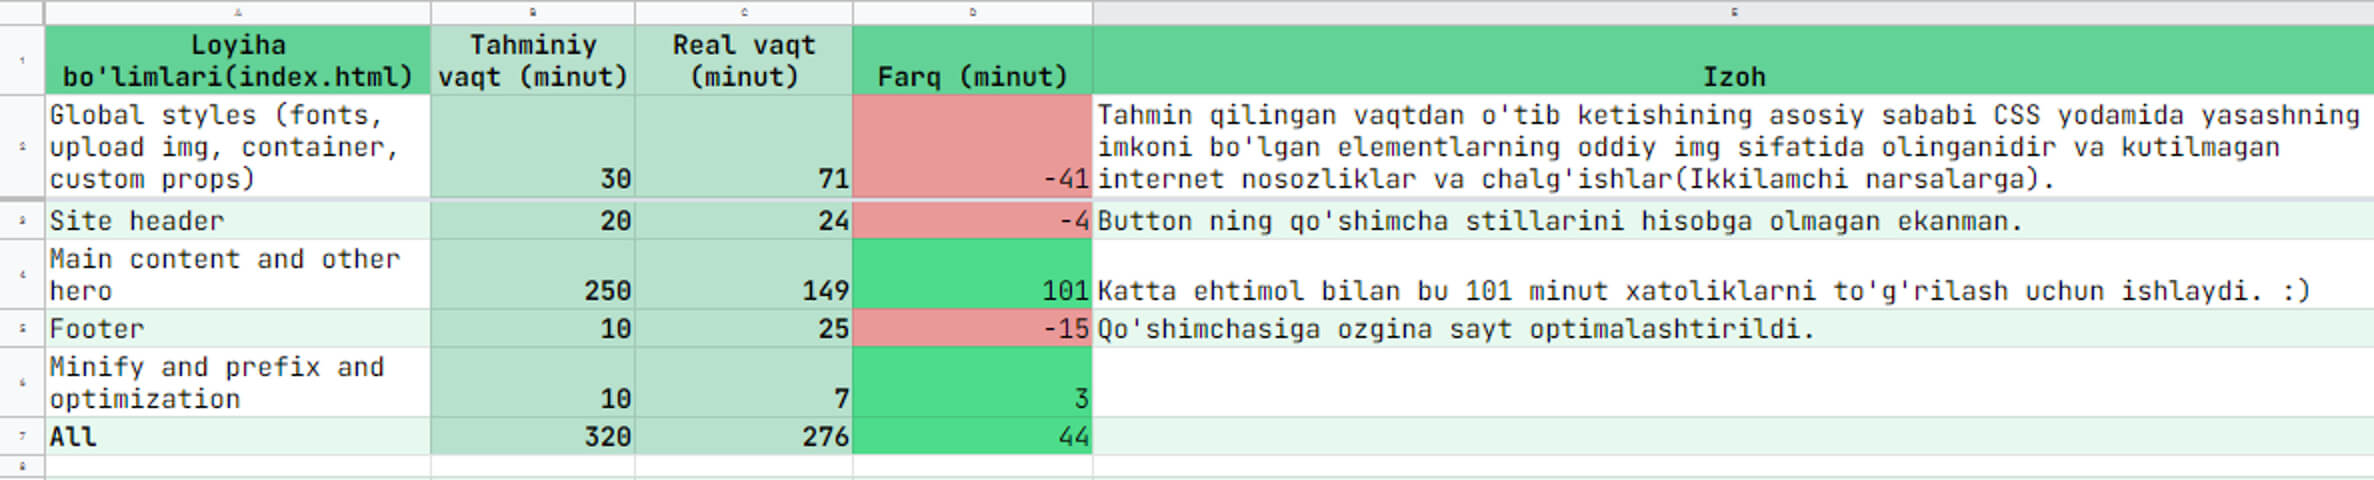 A B C D E
1 Loyiha bo'limlari(index.html) Tahminiy vaqt (minut) Real vaqt (minut) Farq (minut) Izoh
2 Global styles (fonts, upload img, container, custom props) 30 71 -41 Tahmin qilingan vaqtdan o'tib ketishining asosiy sababi CSS yodamida yasashning imkoni bo'lgan elementlarning oddiy img sifatida olinganidir va kutilmagan internet nosozliklar va chalg'ishlar(Ikkilamchi narsalarga).
3 Site header 20 24 -4 Button ning qo'shimcha stillarini hisobga olmagan ekanman.
4 Main content and other hero 250 149 101 Katta ehtimol bilan bu 101 minut xatoliklarni to'g'rilash uchun ishlaydi. :)
5 Footer 10 25 -15 Qo'shimchasiga ozgina sayt optimalashtirildi.
6 Minify and prefix and optimization 10 7 3
7 All 320 276 44
8